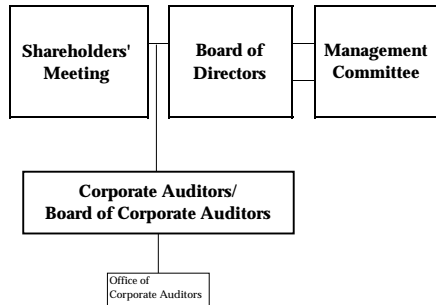 Shareholders'
Meeting
Board of
Directors
Management
Committee
Corporate Auditors/
Board of Corporate Auditors
Office of
Corporate Auditors